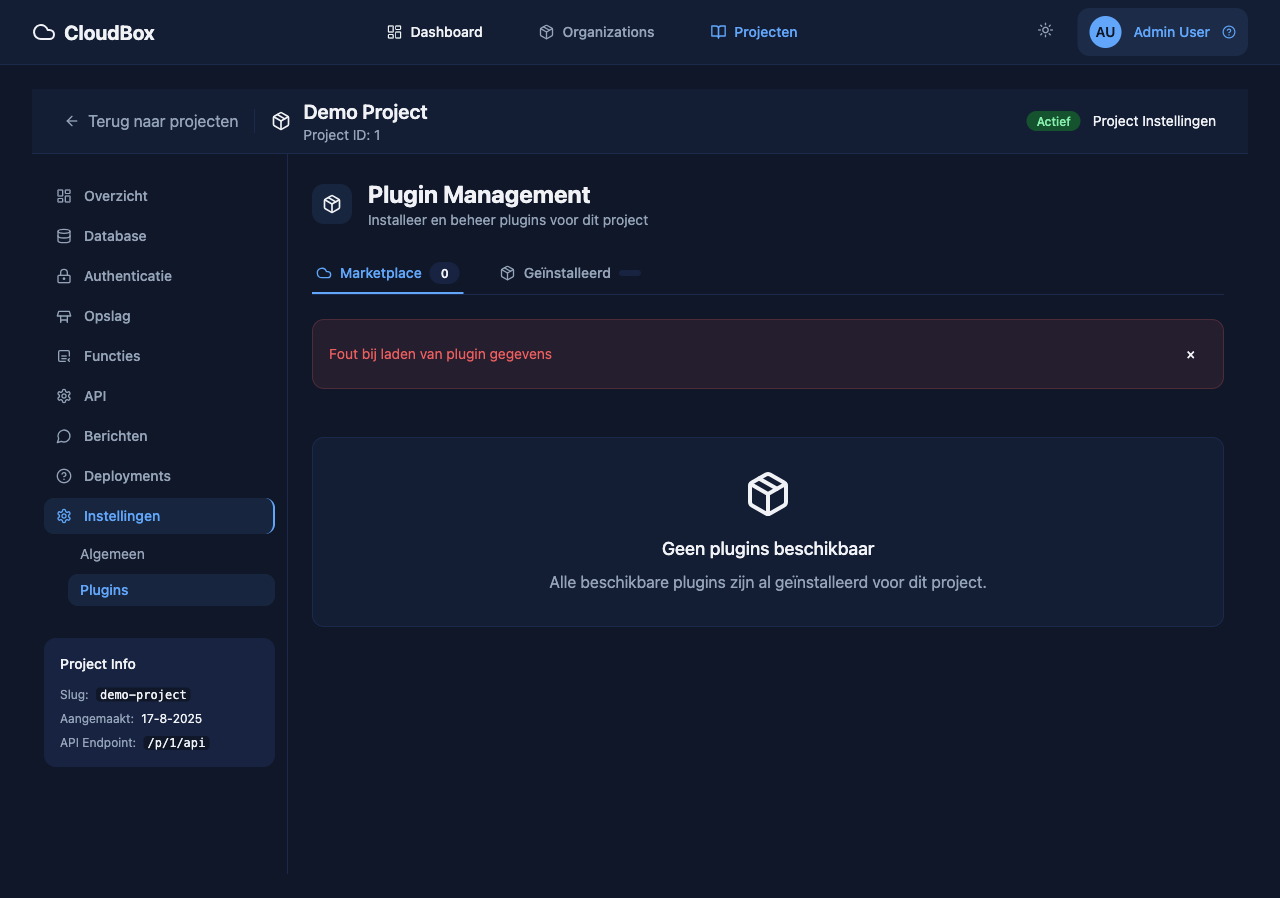 CloudBox
Dashboard
Organizations
Projecten
AU
Admin User
Terug naar projecten
Demo Project
Project ID: 1
Actief
Project Instellingen
Overzicht
Database
Authenticatie
Opslag
Functies
API
Berichten
Deployments
Instellingen
Algemeen
Plugins
Project Info
Slug: demo-project
Aangemaakt: 17-8-2025
API Endpoint: /p/1/api
Plugin Management
Installeer en beheer plugins voor dit project
Marketplace 0
Geïnstalleerd
Fout bij laden van plugin gegevens
×
Geen plugins beschikbaar
Alle beschikbare plugins zijn al geïnstalleerd voor dit project.